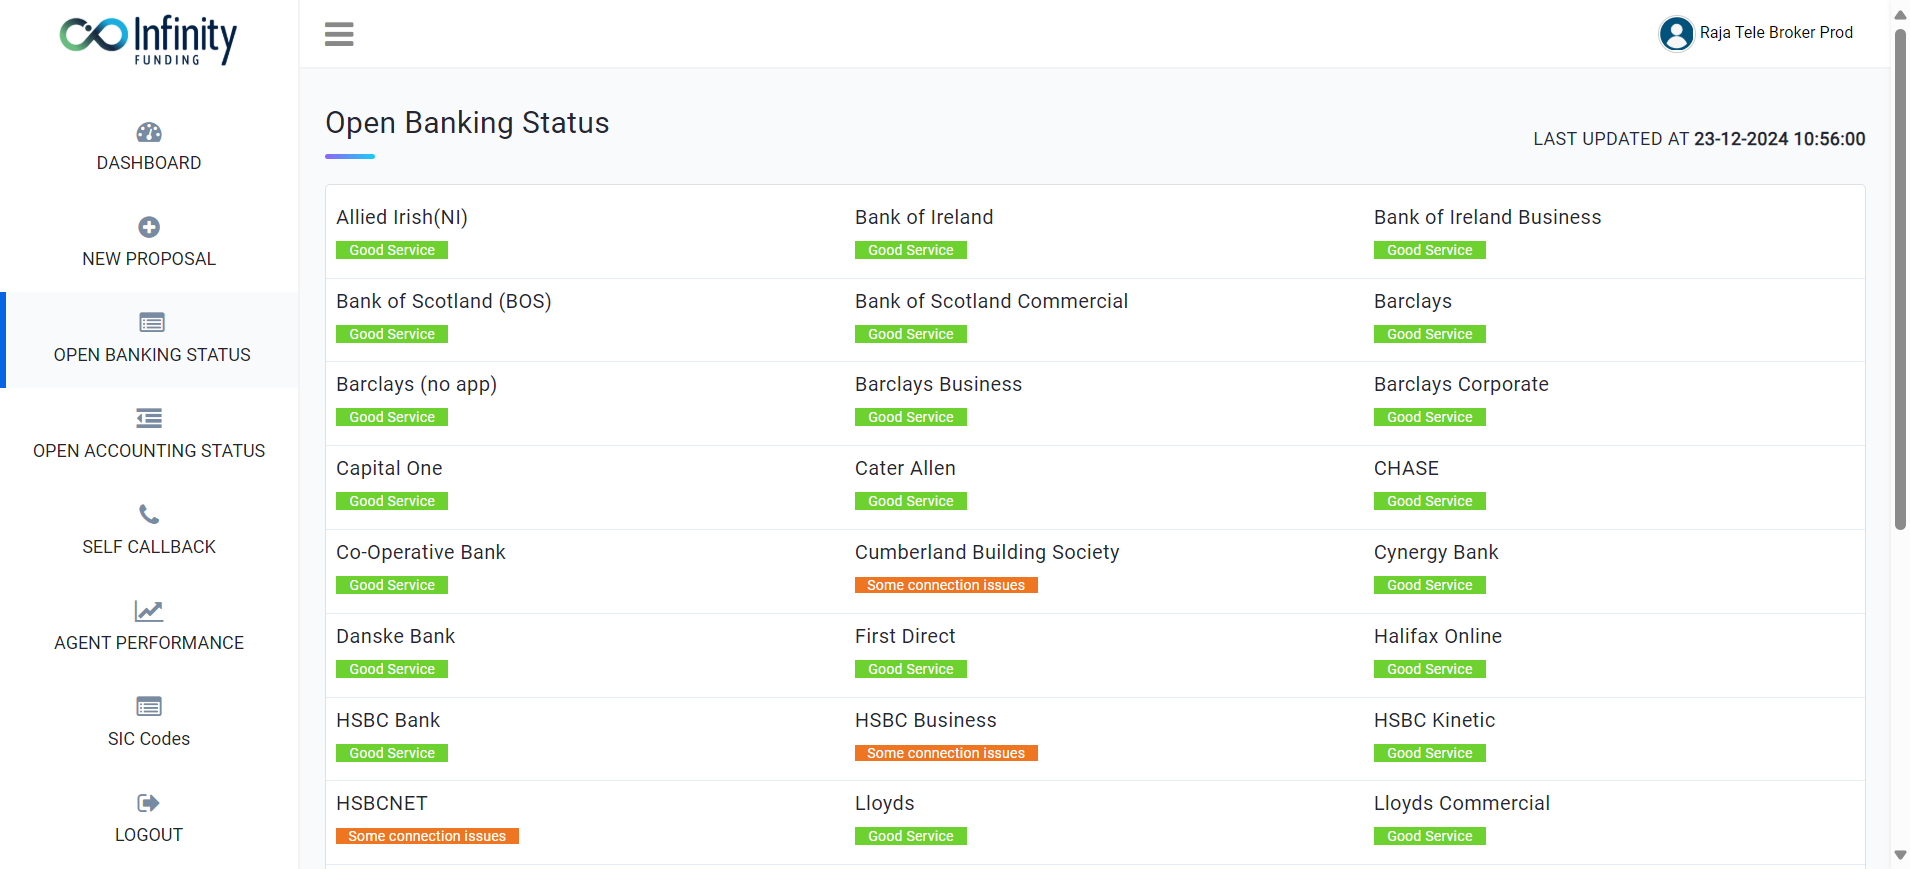 Infinity
FUNDING
Raja Tele Broker Prod
DASHBOARD
NEW PROPOSAL
OPEN BANKING STATUS
OPEN ACCOUNTING STATUS
SELF CALLBACK
AGENT PERFORMANCE
SIC Codes
LOGOUT
Open Banking Status
LAST UPDATED AT 23-12-2024 10:56:00
Allied Irish(NI)
Good Service
Bank of Ireland
Good Service
Bank of Ireland Business
Good Service
Bank of Scotland (BOS)
Good Service
Bank of Scotland Commercial
Good Service
Barclays
Good Service
Barclays (no app)
Good Service
Barclays Business
Good Service
Barclays Corporate
Good Service
Capital One
Good Service
Cater Allen
Good Service
CHASE
Good Service
Co-Operative Bank
Good Service
Cumberland Building Society
Some connection issues
Cynergy Bank
Good Service
Danske Bank
Good Service
First Direct
Good Service
Halifax Online
Good Service
HSBC Bank
Good Service
HSBC Business
Some connection issues
HSBC Kinetic
Good Service
HSBCNET
Some connection issues
Lloyds
Good Service
Lloyds Commercial
Good Service